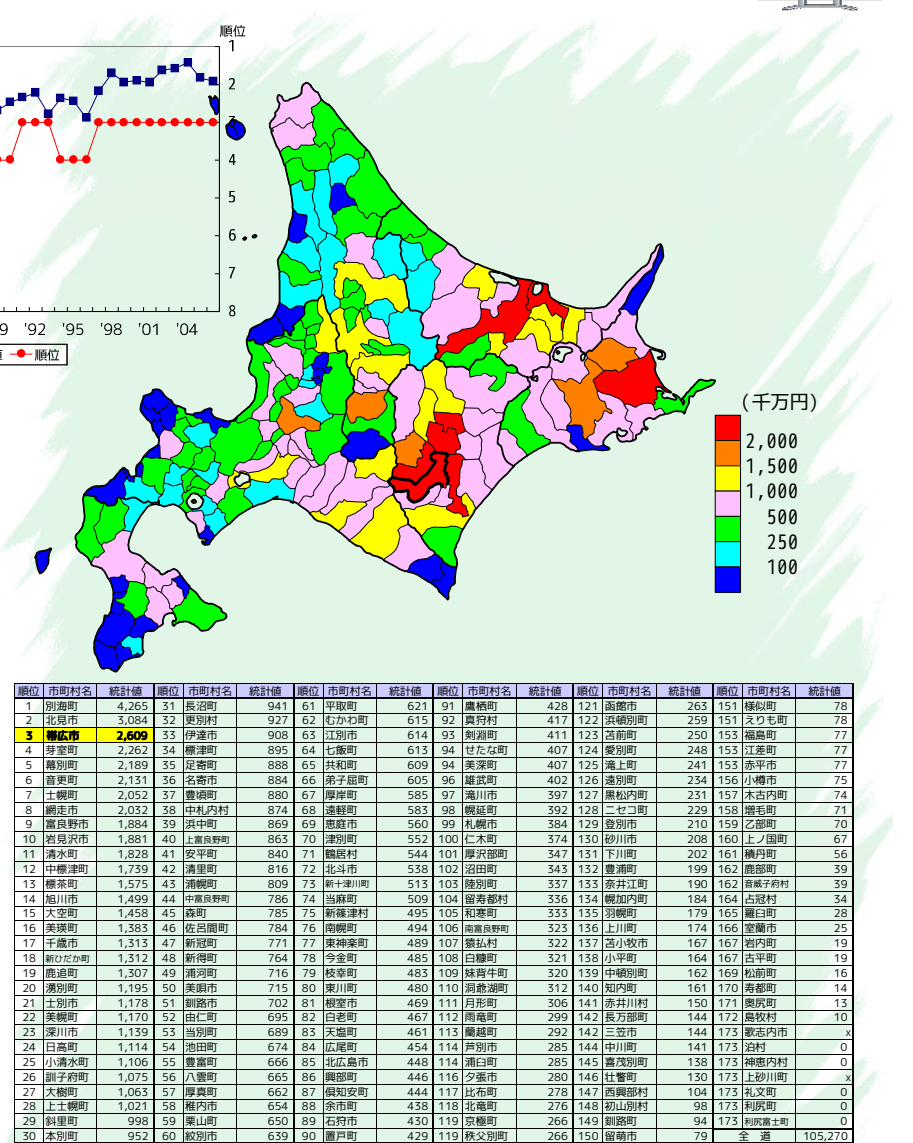 順位
1
2
3
4
5
6
7
8
9 '92 '95 '98 '01 '04
値 順位
(千万円)
2,000
1,500
1,000
500
250
100
順位 市町村名 統計値 順位 市町村名 統計値 順位 市町村名 統計値 順位 市町村名 統計値 順位 市町村名 統計値 順位 市町村名 統計値
1 別海町 4,265 31 長沼町 941 61 平取町 621 91 鷹栖町 428 121 函館市 263 151 様似町 78
2 北見市 3,084 32 更別村 927 62 むかわ町 615 92 真狩村 417 122 浜頓別町 259 151 えりも町 78
3 帯広市 2,609 33 伊達市 908 63 江別市 614 93 剣淵町 411 123 苫前町 250 153 福島町 77
4 芽室町 2,262 34 標津町 895 64 七飯町 613 94 せたな町 407 124 愛別町 248 153 江差町 77
5 幕別町 2,189 35 足寄町 888 65 共和町 609 94 美深町 407 125 滝上町 241 153 赤平市 77
6 音更町 2,131 36 名寄市 884 66 弟子屈町 605 96 雄武町 402 126 遠別町 234 156 小樽市 75
7 士幌町 2,052 37 豊頃町 880 67 厚岸町 585 97 滝川市 397 127 黒松内町 231 157 木古内町 74
8 網走市 2,032 38 中札内村 874 68 遠軽町 583 98 幌延町 392 128 ニセコ町 229 158 増毛町 71
9 富良野市 1,884 39 浜中町 869 69 恵庭市 560 99 札幌市 384 129 登別市 210 159 乙部町 70
10 岩見沢市 1,881 40 上富良野町 863 70 津別町 552 100 仁木町 374 130 砂川市 208 160 上ノ国町 67
11 清水町 1,828 41 安平町 840 71 鶴居村 544 101 厚沢部町 347 131 下川町 202 161 積丹町 56
12 中標津町 1,739 42 清里町 816 72 北斗市 538 102 沼田町 343 132 豊浦町 199 162 鹿部町 39
13 標茶町 1,575 43 浦幌町 809 73 新十津川町 513 103 陸別町 337 133 奈井江町 190 162 音威子府村 39
14 旭川市 1,499 44 中富良野町 786 74 当麻町 509 104 留寿都村 336 134 幌加内町 184 164 占冠村 34
15 大空町 1,458 45 森町 785 75 新篠津村 495 105 和寒町 333 135 羽幌町 179 165 羅臼町 28
16 美瑛町 1,383 46 佐呂間町 784 76 南幌町 494 106 南富良野町 323 136 上川町 174 166 室蘭市 25
17 千歳市 1,313 47 新冠町 771 77 東神楽町 489 107 猿払村 322 137 苫小牧市 167 167 岩内町 19
18 新ひだか町 1,312 48 新得町 764 78 今金町 485 108 白糠町 321 138 小平町 164 167 古平町 19
19 鹿追町 1,307 49 浦河町 716 79 枝幸町 483 109 妹背牛町 320 139 中頓別町 162 169 松前町 16
20 湧別町 1,195 50 美唄市 715 80 東川町 480 110 洞爺湖町 312 140 知内町 161 170 寿都町 14
21 士別市 1,178 51 釧路市 702 81 根室市 469 111 月形町 306 141 赤井川村 150 171 奥尻町 13
22 美幌町 1,170 52 由仁町 695 82 白老町 467 112 雨竜町 299 142 長万部町 144 172 島牧村 10
23 深川市 1,139 53 当別町 689 83 天塩町 461 113 蘭越町 292 142 三笠市 144 173 歌志内市 x
24 日高町 1,114 54 池田町 674 84 広尾町 454 114 芦別市 285 144 中川町 141 173 泊村 0
25 小清水町 1,106 55 豊富町 666 85 北広島市 448 114 浦臼町 285 145 喜茂別町 138 173 神恵内村 0
26 訓子府町 1,075 56 八雲町 665 86 興部町 446 116 夕張市 280 146 壮瞥町 130 173 上砂川町 x
27 大樹町 1,063 57 厚真町 662 87 倶知安町 444 117 比布町 278 147 西興部村 104 173 礼文町 0
28 上士幌町 1,021 58 稚内市 654 88 余市町 438 118 北竜町 276 148 初山別村 98 173 利尻町 0
29 斜里町 998 59 栗山町 650 89 石狩市 430 119 京極町 266 149 釧路町 94 173 利尻富士町 0
30 本別町 952 60 紋別市 639 90 置戸町 429 119 秩父別町 266 150 留萌市 79 全 道 105,270